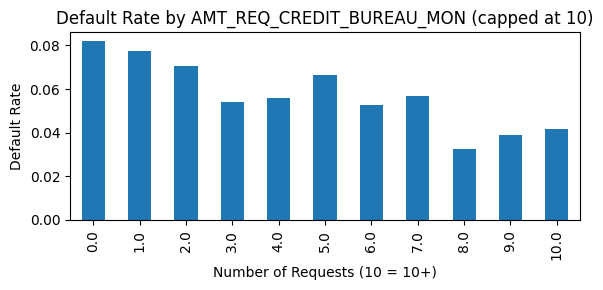 Default Rate by AMT_REQ_CREDIT_BUREAU_MON (capped at 10)
Default Rate
0.08
0.06
0.04
0.02
0.00
0.0 1.0 2.0 3.0 4.0 5.0 6.0 7.0 8.0 9.0 10.0
Number of Requests (10 = 10+)